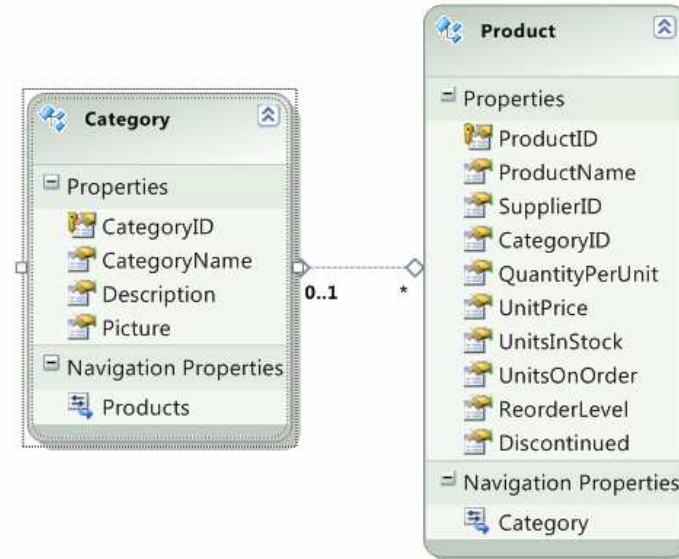 Category
Properties
CategoryID
CategoryName
Description
Picture
Navigation Properties
Products
0..1
*
Product
Properties
ProductID
ProductName
SupplierID
CategoryID
QuantityPerUnit
UnitPrice
UnitsInStock
UnitsOnOrder
ReorderLevel
Discontinued
Navigation Properties
Category